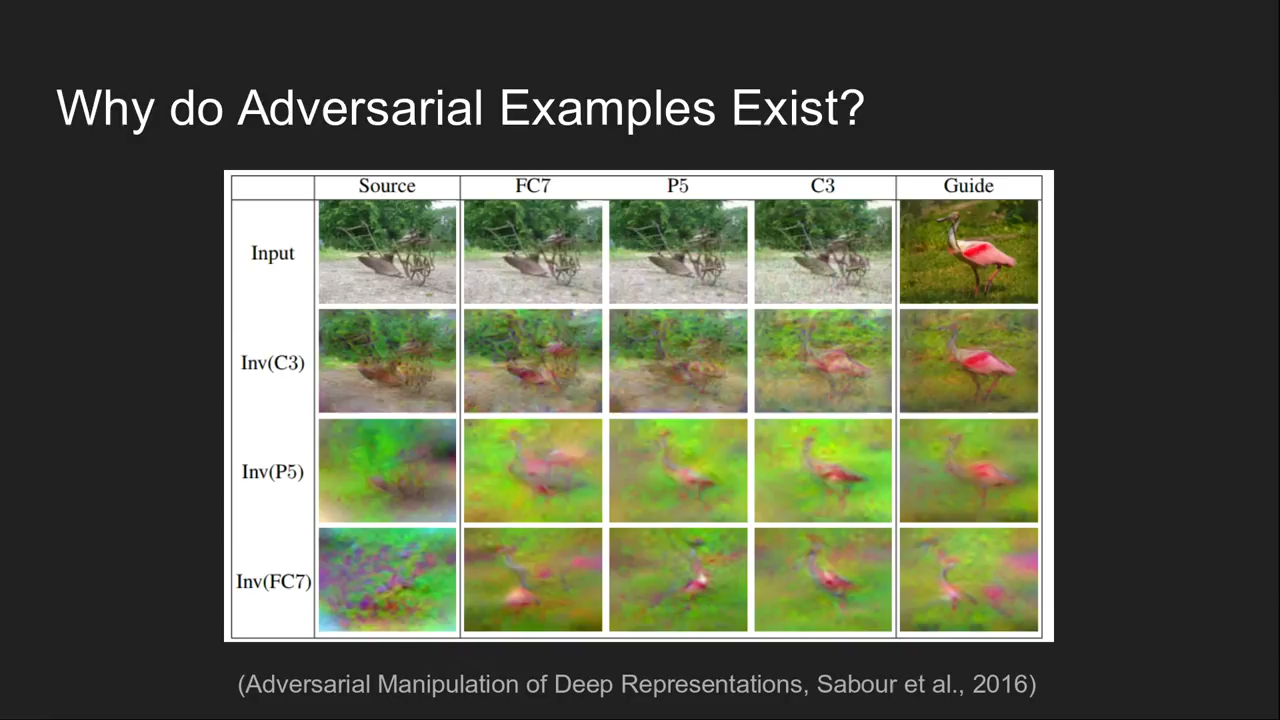 Why do Adversarial Examples Exist?
Source FC7 P5 C3 Guide
Input
Inv(C3)
Inv(P5)
Inv(FC7)
(Adversarial Manipulation of Deep Representations, Sabour et al., 2016)